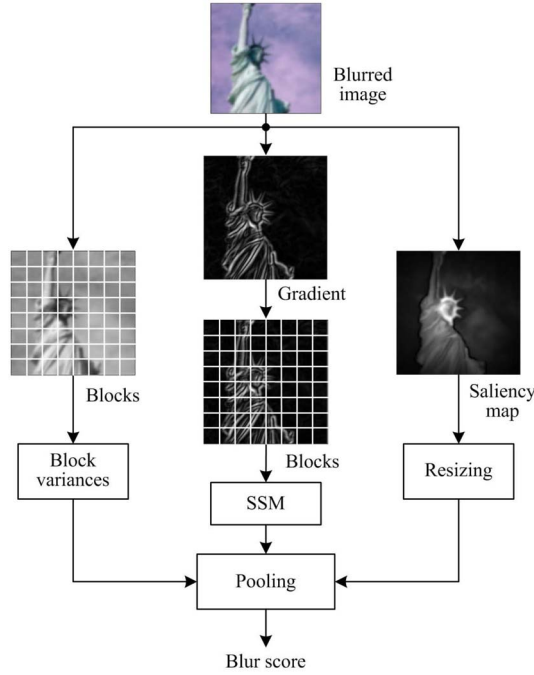 Blurred
image
Gradient
Blocks
Saliency
map
Blocks
Block
variances
Resizing
SSM
Pooling
Blur score